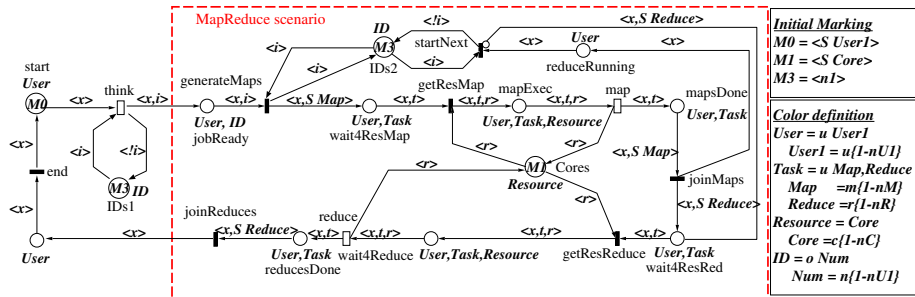 MapReduce scenario
ID
<!i>
<x,S Reduce>
M3
startNext
User
<x>
<i>
IDs2
<i>
<i>
reduceRunning
start
User
M0
<x>
think
<x,i>
generateMaps
<x,i>
User, ID
jobReady
<x,S Map>
User,Task
wait4ResMap
<x,t>
getResMap
<x,t,r>
mapExec
User,Task,Resource
<x,t,r>
map
<x,t>
mapsDone
User,Task
<x>
<x>
end
<i>
<!i>
M3
ID
IDs1
<r>
<r>
M1
Cores
Resource
<x,S Map>
joinMaps
<x>
User
<x>
joinReduces
<x,S Reduce>
<r>
reduce
<x,t>
User,Task
reducesDone
<x,t,r>
wait4Reduce
User,Task,Resource
<x,t,r>
<r>
getResReduce
<x,t>
<x,S Reduce>
User,Task
wait4ResRed
Initial Marking
M0 = <S User1>
M1 = <S Core>
M3 = <n1>
Color definition
User = u User1
User1 = u{1-nU1}
Task = u Map,Reduce
Map =m{1-nM}
Reduce =r{1-nR}
Resource = Core
Core =c{1-nC}
ID = o Num
Num = n{1-nU1}